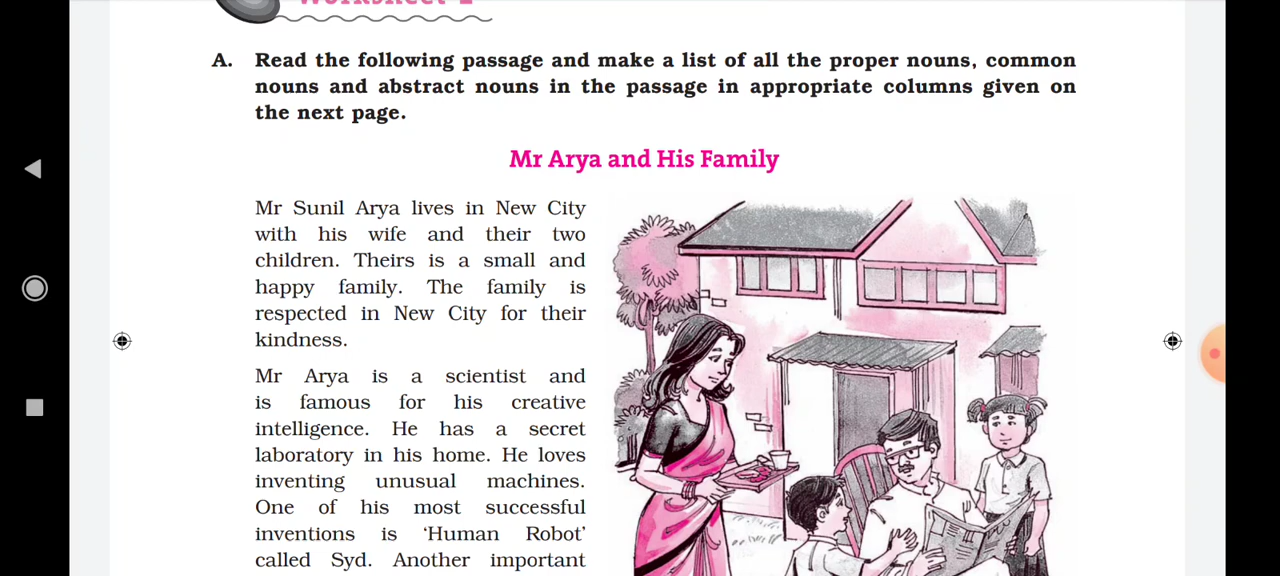 A. Read the following passage and make a list of all the proper nouns, common
nouns and abstract nouns in the passage in appropriate columns given on
the next page.
Mr Arya and His Family
Mr Sunil Arya lives in New City
with his wife and their two
children. Theirs is a small and
happy family. The family is
respected in New City for their
kindness.
Mr Arya is a scientist and
is famous for his creative
intelligence. He has a secret
laboratory in his home. He loves
inventing unusual machines.
One of his most successful
inventions is ‘Human Robot’
called Syd. Another important